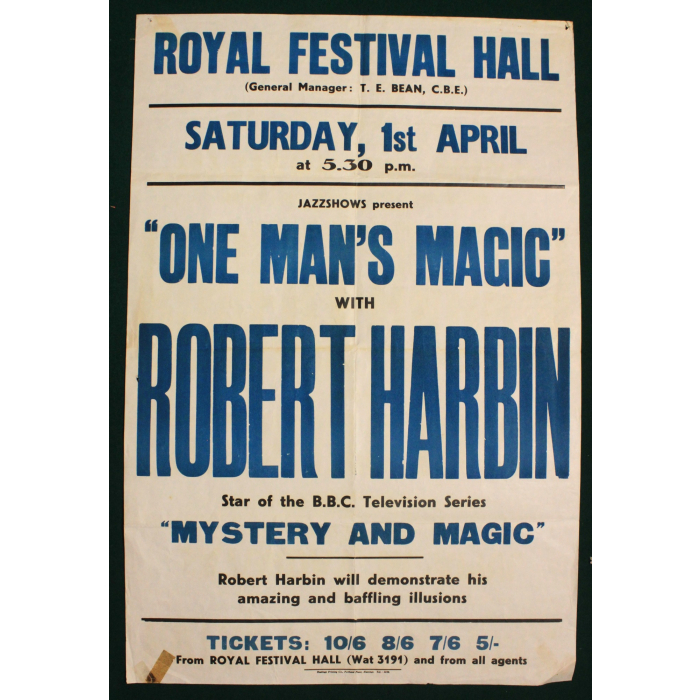 ROYAL FESTIVAL HALL
(General Manager: T. E. BEAN, C.B.E.)
SATURDAY, 1st APRIL
at 5.30 p.m.
JAZZSHOWS present
"ONE MAN'S MAGIC"
WITH
ROBERT HARBIN
Star of the B.B.C. Television Series
"MYSTERY AND MAGIC"
Robert Harbin will demonstrate his
amazing and baffling illusions
TICKETS: 10/6 8/6 7/6 5/-
From ROYAL FESTIVAL HALL (Wat 3191) and from all agents